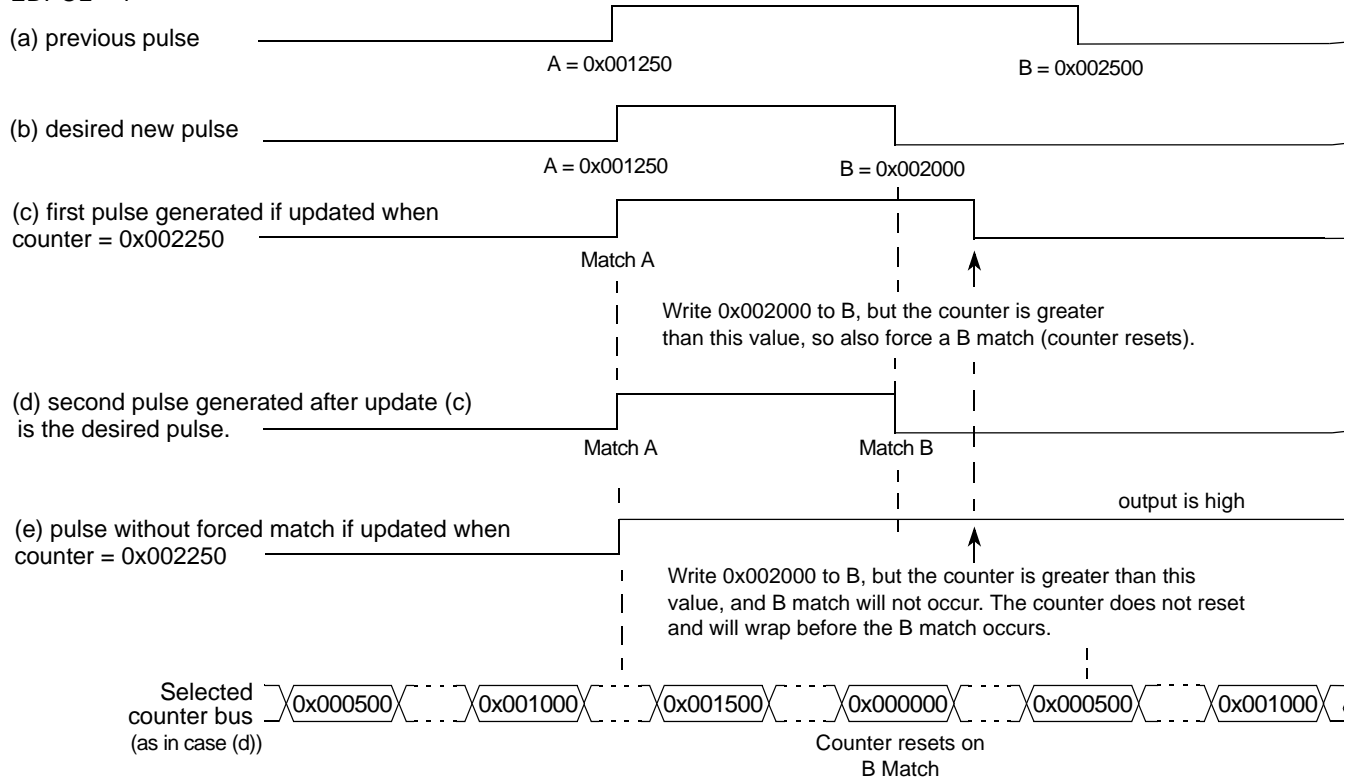 (a) previous pulse
A = 0x001250
B = 0x002500
(b) desired new pulse
A = 0x001250
B = 0x002000
(c) first pulse generated if updated when
counter = 0x002250
Match A
Write 0x002000 to B, but the counter is greater
than this value, so also force a B match (counter resets).
(d) second pulse generated after update (c)
is the desired pulse.
Match A
Match B
output is high
(e) pulse without forced match if updated when
counter = 0x002250
Write 0x002000 to B, but the counter is greater than this
value, and B match will not occur. The counter does not reset
and will wrap before the B match occurs.
Selected
counter bus
(as in case (d))
0x000500
0x001000
0x001500
0x000000
0x000500
0x001000
Counter resets on
B Match